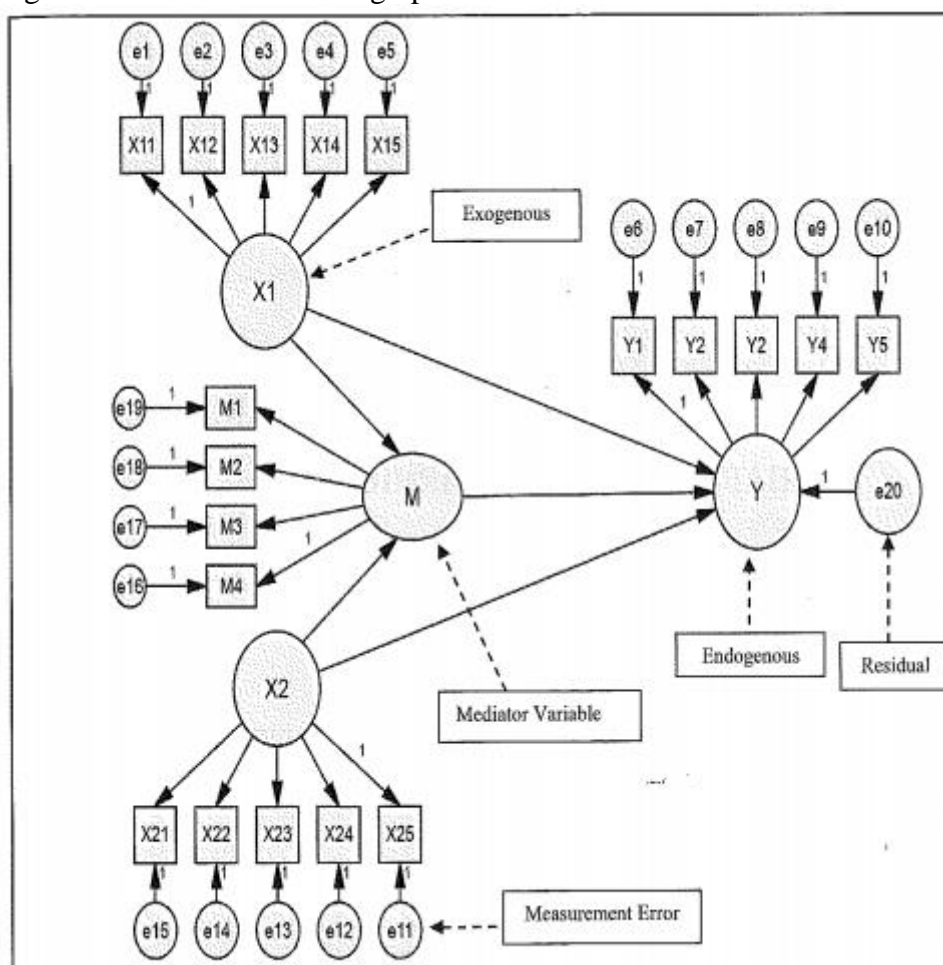 e1 e2 e3 e4 e5
1 1 1 1 1
X11 X12 X13 X14 X15
1
Exogenous
X1
e6 e7 e8 e9 e10
1 1 1 1 1
Y1 Y2 Y2 Y4 Y5
1
e19 1 M1
e18 1 M2
e17 1 M3
e16 1 M4
1
M
Y
1
e20
Endogenous
Residual
X2
Mediator Variable
1
X21 X22 X23 X24 X25
1 1 1 1 1
e15 e14 e13 e12 e11
Measurement Error